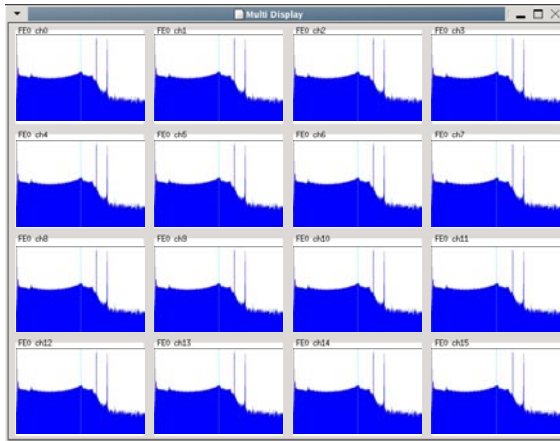 Multi Display
FE0 ch0
FE0 ch1
FE0 ch2
FE0 ch3
FE0 ch4
FE0 ch5
FE0 ch6
FE0 ch7
FE0 ch8
FE0 ch9
FE0 ch10
FE0 ch11
FE0 ch12
FE0 ch13
FE0 ch14
FE0 ch15